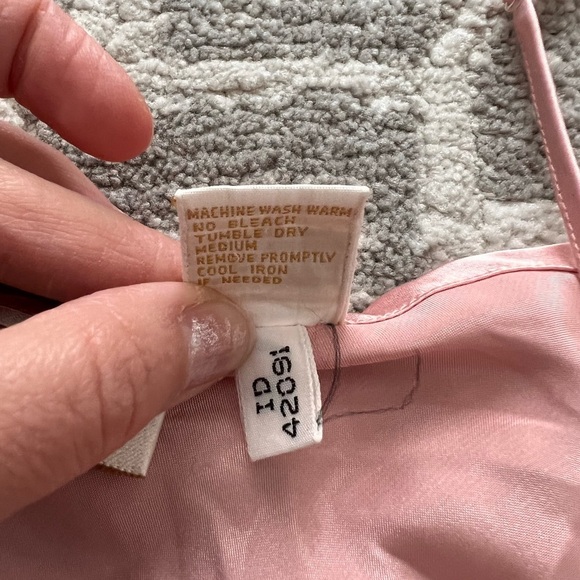 MACHINE WASH WARM
NO BLEACH
TUMBLE DRY
MEDIUM
REMOVE PROMPTLY
COOL IRON
IF NEEDED
ID
42091